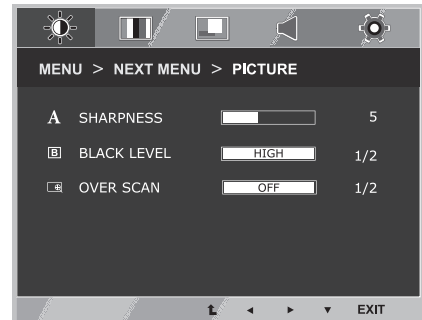 MENU > NEXT MENU > PICTURE
A SHARPNESS 5
B BLACK LEVEL HIGH 1/2
OVER SCAN OFF 1/2
EXIT